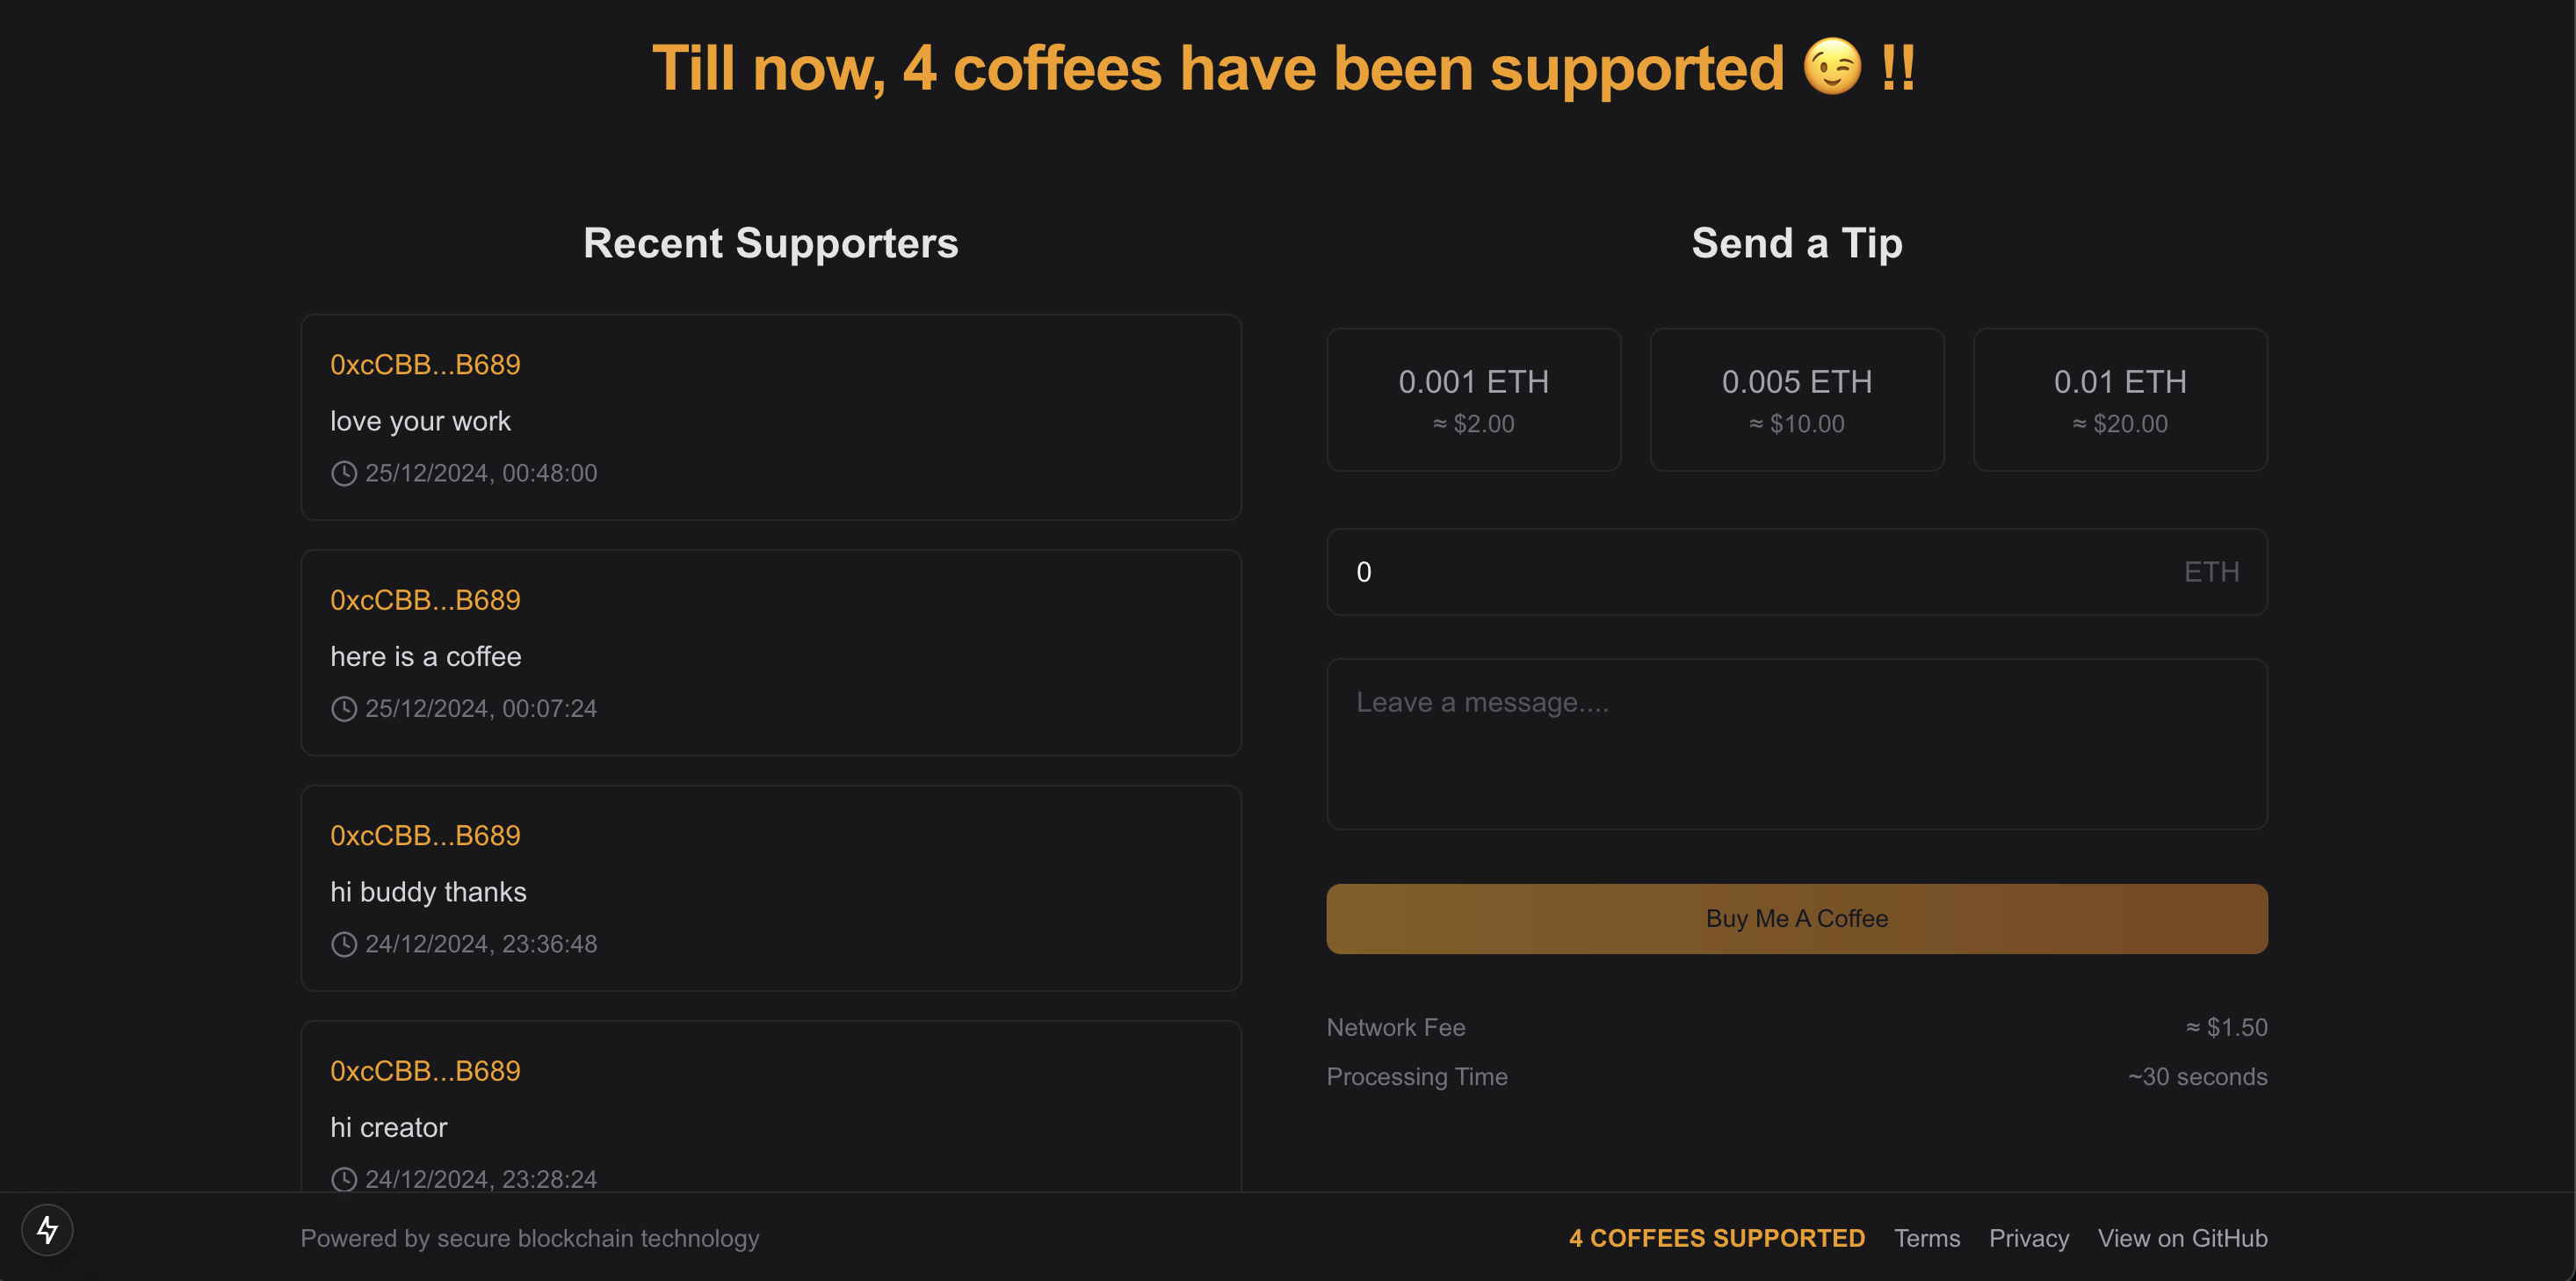 Till now, 4 coffees have been supported 😉 !!
Recent Supporters
0xcCBB...B689
love your work
25/12/2024, 00:48:00
0xcCBB...B689
here is a coffee
25/12/2024, 00:07:24
0xcCBB...B689
hi buddy thanks
24/12/2024, 23:36:48
0xcCBB...B689
hi creator
24/12/2024, 23:28:24
Send a Tip
0.001 ETH
≈ $2.00
0.005 ETH
≈ $10.00
0.01 ETH
≈ $20.00
0 ETH
Leave a message....
Buy Me A Coffee
Network Fee ≈ $1.50
Processing Time ~30 seconds
Powered by secure blockchain technology
4 COFFEES SUPPORTED Terms Privacy View on GitHub